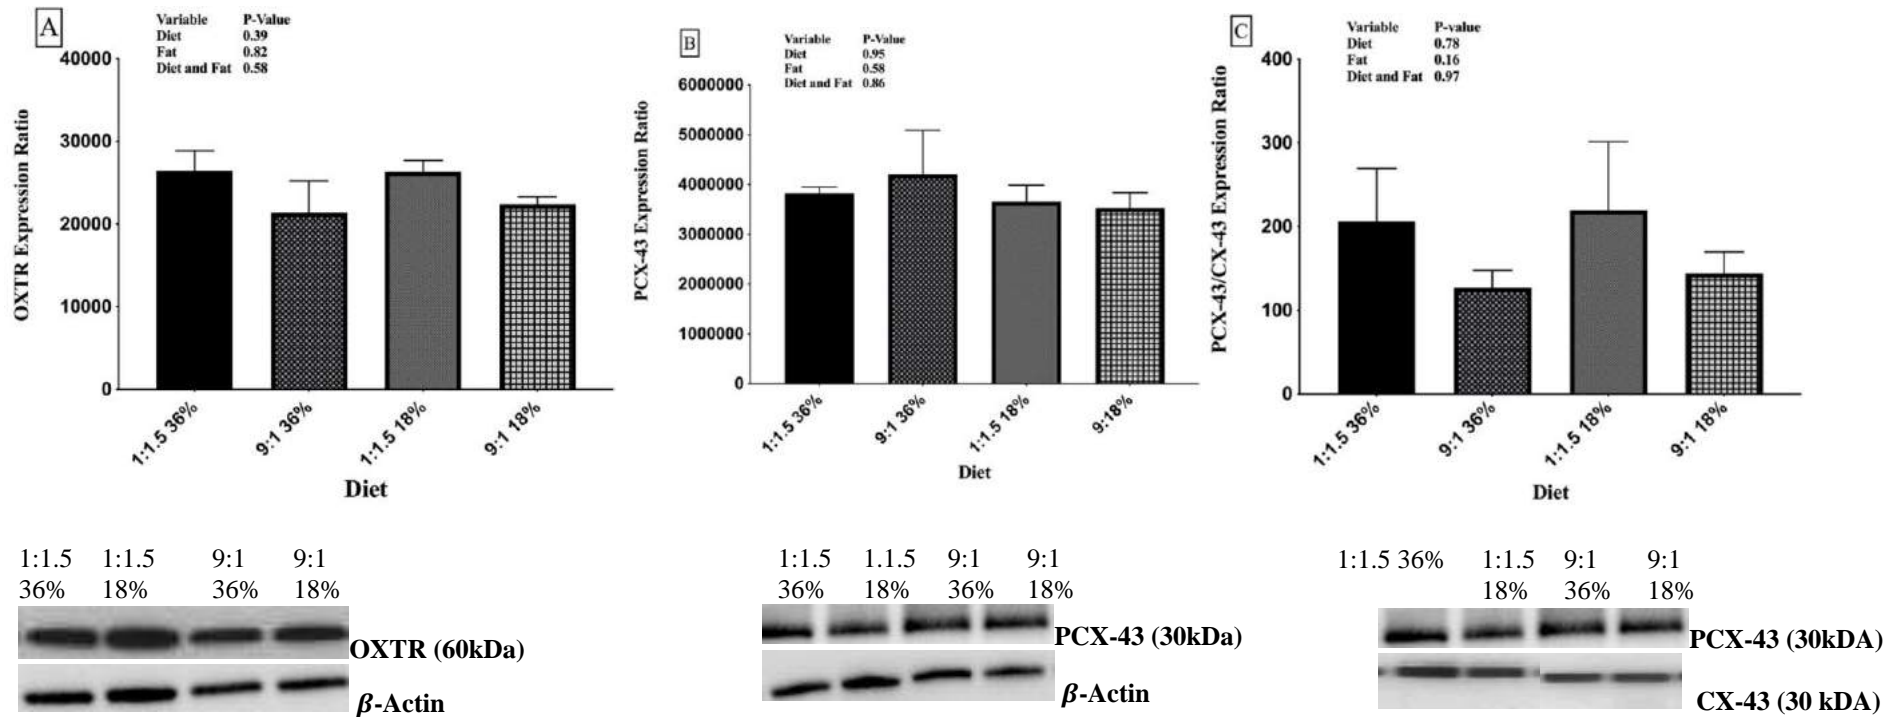 A
Variable P-Value
Diet 0.39
Fat 0.82
Diet and Fat 0.58
OXTR Expression Ratio
40000
30000
20000
10000
0
1:1.5 36%
9:1 36%
1:1.5 18%
9:1 18%
Diet
B
Variable P-Value
Diet 0.95
Fat 0.58
Diet and Fat 0.86
PCX-43 Expression Ratio
6000000
5000000
4000000
3000000
2000000
1000000
0
1:1.5 36%
9:1 36%
1:1.5 18%
9:18%
Diet
C
Variable P-value
Diet 0.78
Fat 0.16
Diet and Fat 0.97
PCX-43/CX-43 Expression Ratio
400
300
200
100
0
1:1.5 36%
9:1 36%
1:1.5 18%
9:1 18%
Diet
1:1.5 1:1.5 9:1 9:1
36% 18% 36% 18%
OXTR (60kDa)
β-Actin
1:1.5 1.1.5 9:1 9:1
36% 18% 36% 18%
PCX-43 (30kDa)
β-Actin
1:1.5 36% 1:1.5 9:1 9:1
18% 36% 18%
PCX-43 (30kDA)
CX-43 (30 kDA)